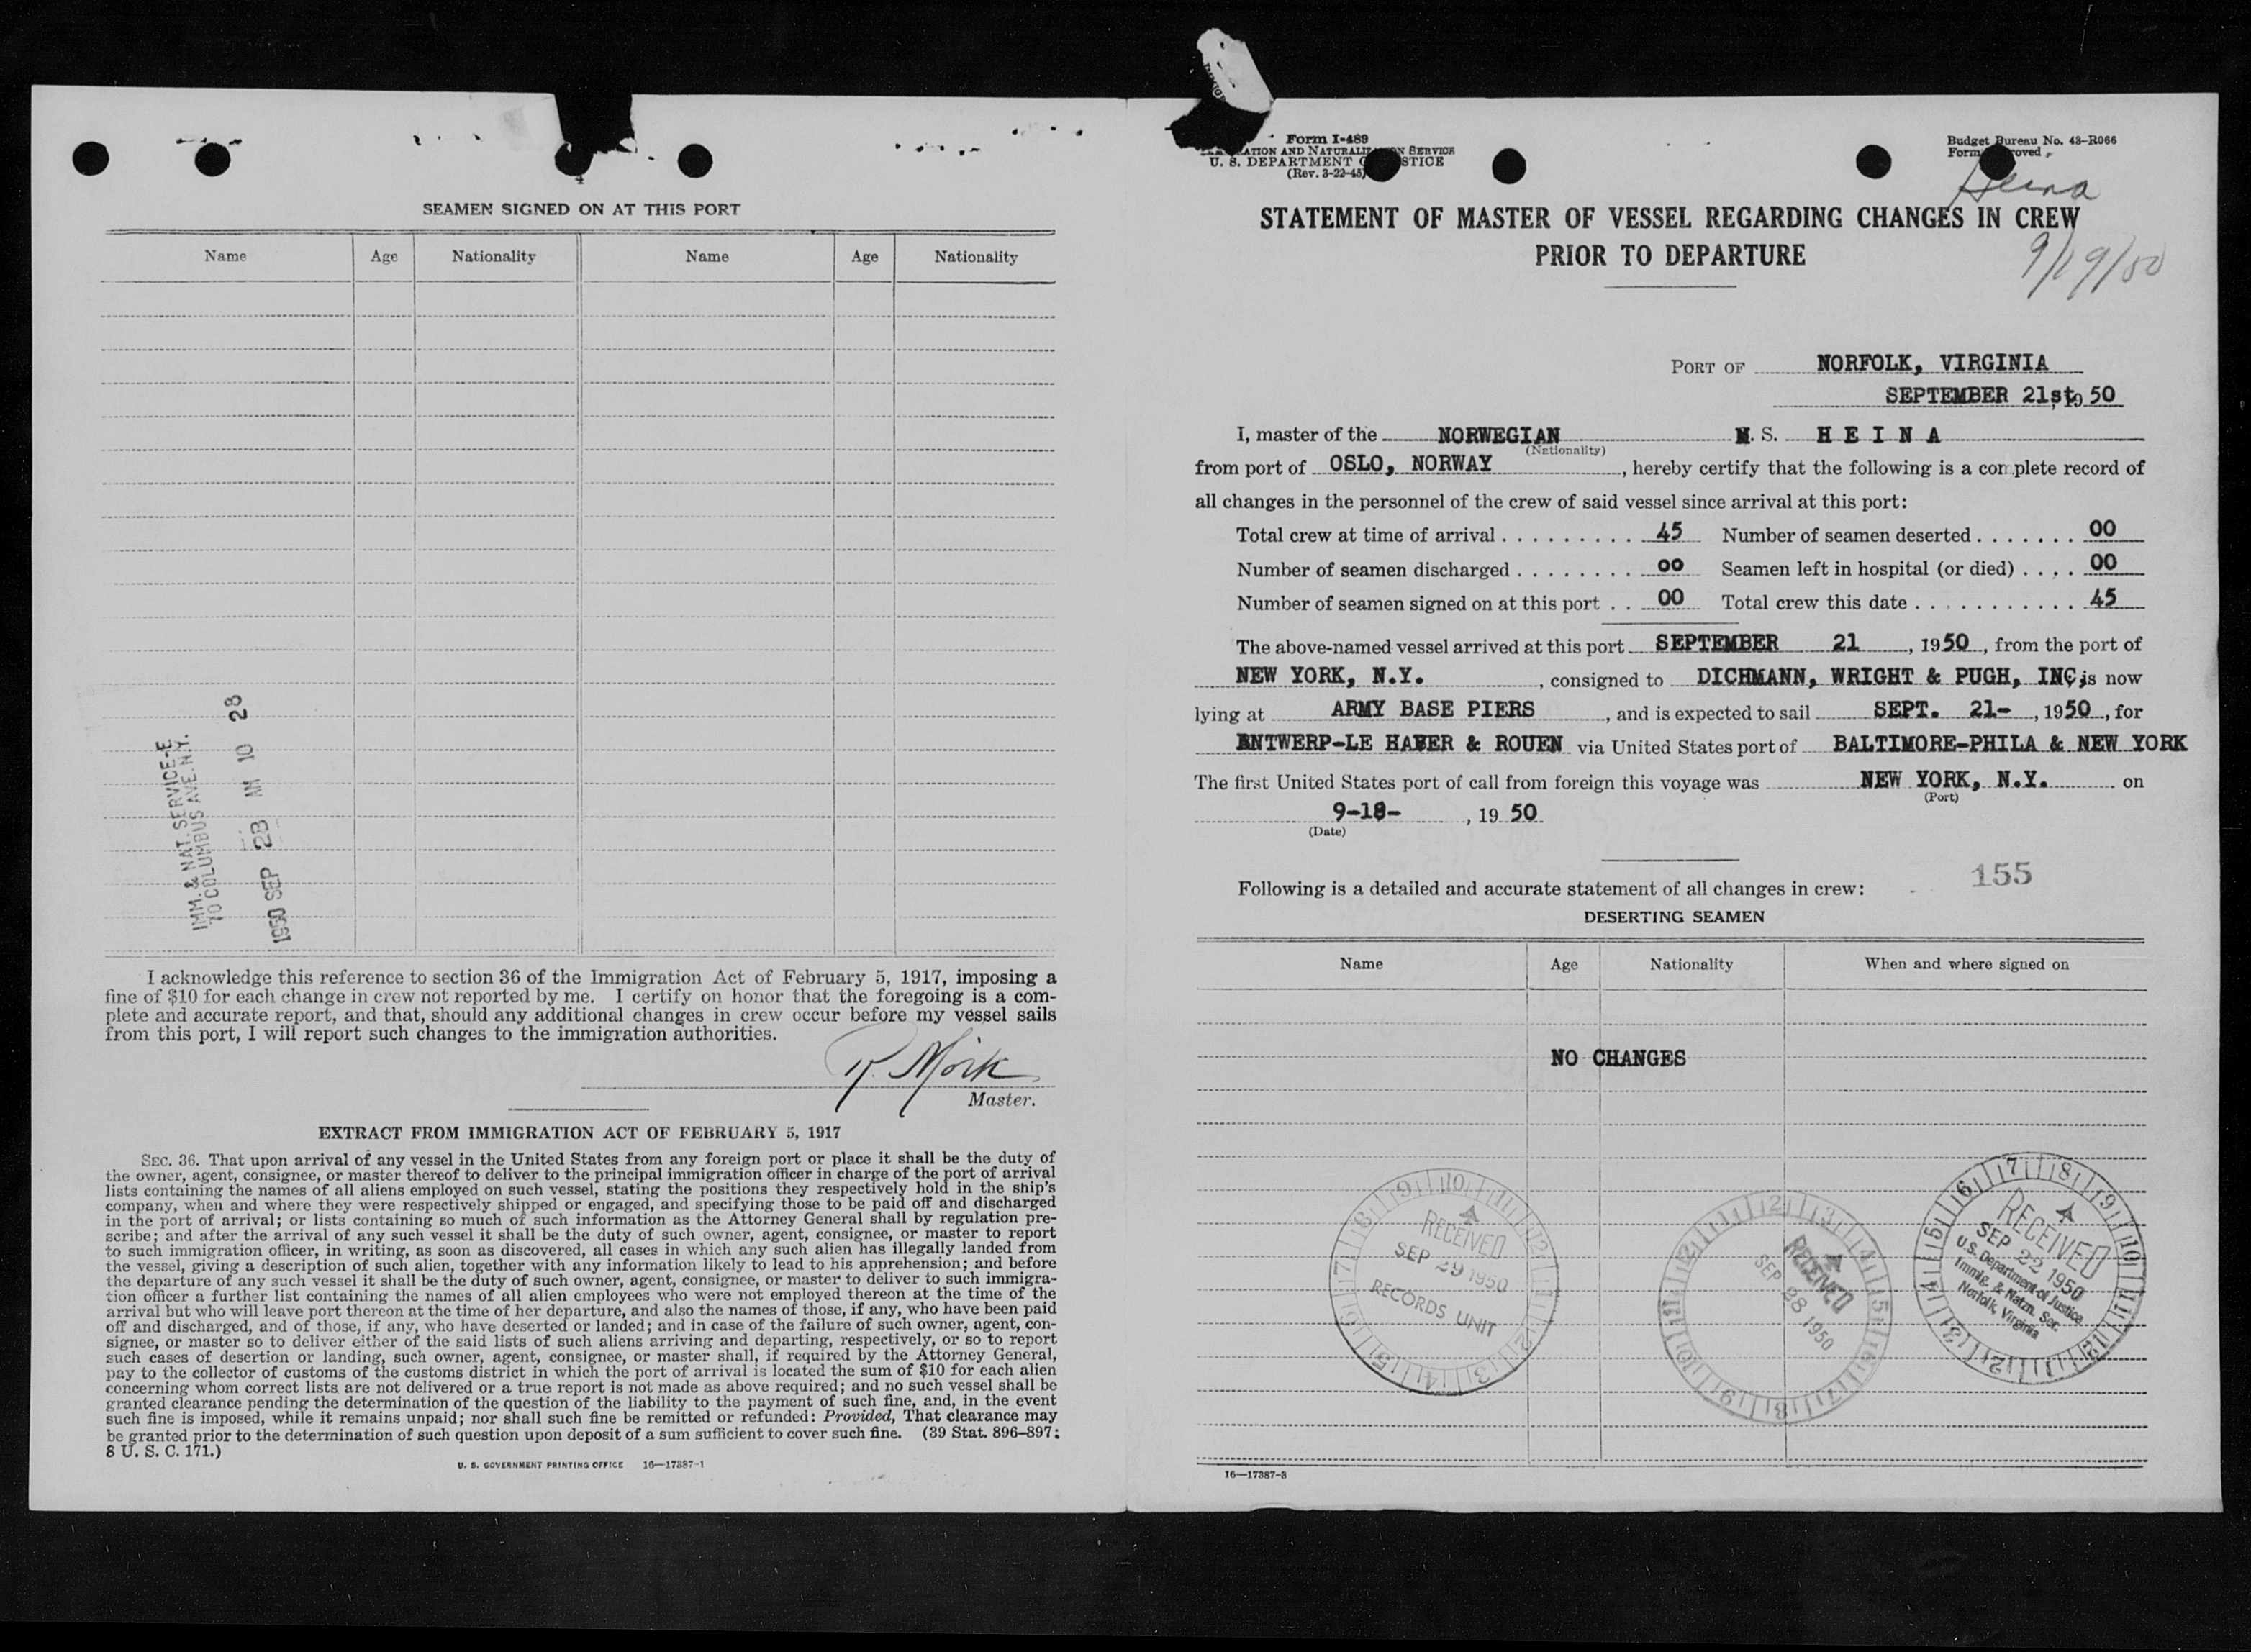 4
SEAMEN SIGNED ON AT THIS PORT
Name Age Nationality Name Age Nationality
IMM. & NAT. SERVICE-E
70 COLUMBUS AVE. N.Y.
1950 SEP 28 AM 10 28
I acknowledge this reference to section 36 of the Immigration Act of February 5, 1917, imposing a
fine of $10 for each change in crew not reported by me. I certify on honor that the foregoing is a com-
plete and accurate report, and that, should any additional changes in crew occur before my vessel sails
from this port, I will report such changes to the immigration authorities.
R. Mörk
Master.
EXTRACT FROM IMMIGRATION ACT OF FEBRUARY 5, 1917
SEC. 36. That upon arrival of any vessel in the United States from any foreign port or place it shall be the duty of
the owner, agent, consignee, or master thereof to deliver to the principal immigration officer in charge of the port of arrival
lists containing the names of all aliens employed on such vessel, stating the positions they respectively hold in the ship's
company, when and where they were respectively shipped or engaged, and specifying those to be paid off and discharged
in the port of arrival; or lists containing so much of such information as the Attorney General shall by regulation pre-
scribe; and after the arrival of any such vessel it shall be the duty of such owner, agent, consignee, or master to report
to such immigration officer, in writing, as soon as discovered, all cases in which any such alien has illegally landed from
the vessel, giving a description of such alien, together with any information likely to lead to his apprehension; and before
the departure of any such vessel it shall be the duty of such owner, agent, consignee, or master to deliver to such immigra-
tion officer a further list containing the names of all alien employees who were not employed thereon at the time of the
arrival but who will leave port thereon at the time of her departure, and also the names of those, if any, who have been paid
off and discharged, and of those, if any, who have deserted or landed; and in case of the failure of such owner, agent, con-
signee, or master so to deliver either of the said lists of such aliens arriving and departing, respectively, or so to report
such cases of desertion or landing, such owner, agent, consignee, or master shall, if required by the Attorney General,
pay to the collector of customs of the customs district in which the port of arrival is located the sum of $10 for each alien
concerning whom correct lists are not delivered or a true report is not made as above required; and no such vessel shall be
granted clearance pending the determination of the question of the liability to the payment of such fine, and, in the event
such fine is imposed, while it remains unpaid; nor shall such fine be remitted or refunded: Provided, That clearance may
be granted prior to the determination of such question upon deposit of a sum sufficient to cover such fine. (39 Stat. 896-897;
8 U. S. C. 171.)
U. S. GOVERNMENT PRINTING OFFICE 16—17387-1
Form I-489
U. S. DEPARTMENT
(Rev. 3-22-45)
Budget Bureau No. 43-R066
Form
Heina
STATEMENT OF MASTER OF VESSEL REGARDING CHANGES IN CREW
PRIOR TO DEPARTURE
9/19/50
PORT OF NORFOLK, VIRGINIA
SEPTEMBER 21st, 19 50
I, master of the NORWEGIAN M. S. H E I N A
(Nationality)
from port of OSLO, NORWAY, hereby certify that the following is a complete record of
all changes in the personnel of the crew of said vessel since arrival at this port:
Total crew at time of arrival . . . . . . . . . 45 Number of seamen deserted . . . . . . . 00
Number of seamen discharged . . . . . . . . 00 Seamen left in hospital (or died) . . . . 00
Number of seamen signed on at this port . . 00 Total crew this date . . . . . . . . . . . 45
The above-named vessel arrived at this port SEPTEMBER 21, 1950, from the port of
NEW YORK, N.Y., consigned to DICHMANN, WRIGHT & PUGH, INC, is now
lying at ARMY BASE PIERS, and is expected to sail SEPT. 21-, 1950, for
ANTWERP-LE HAVER & ROUEN via United States port of BALTIMORE-PHILA & NEW YORK
The first United States port of call from foreign this voyage was NEW YORK, N.Y. on
(Port)
9-18-, 19 50
(Date)
155
Following is a detailed and accurate statement of all changes in crew:
DESERTING SEAMEN
Name Age Nationality When and where signed on
NO CHANGES
RECEIVED
SEP 29 1950
RECORDS UNIT
RECEIVED
SEP 28 1950
RECEIVED
SEP 22 1950
U.S. Department of Justice
Immig. & Natzn. Ser.
Norfolk, Virginia
16—17387-3